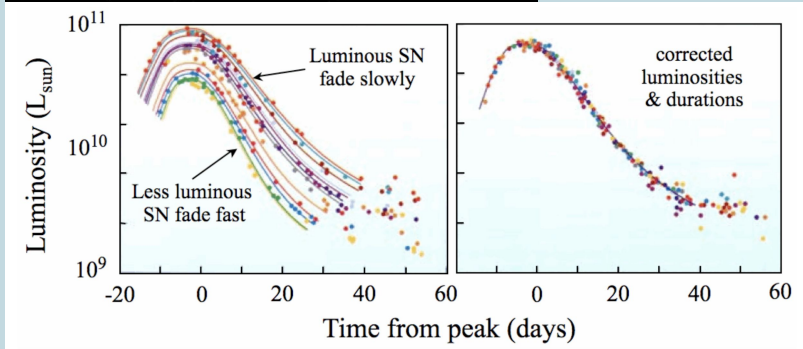 10¹¹
10¹⁰
10⁹
Luminosity (Lsun)
Luminous SN
fade slowly
Less luminous
SN fade fast
corrected
luminosities
& durations
-20 0 20 40 60
0 20 40 60
Time from peak (days)